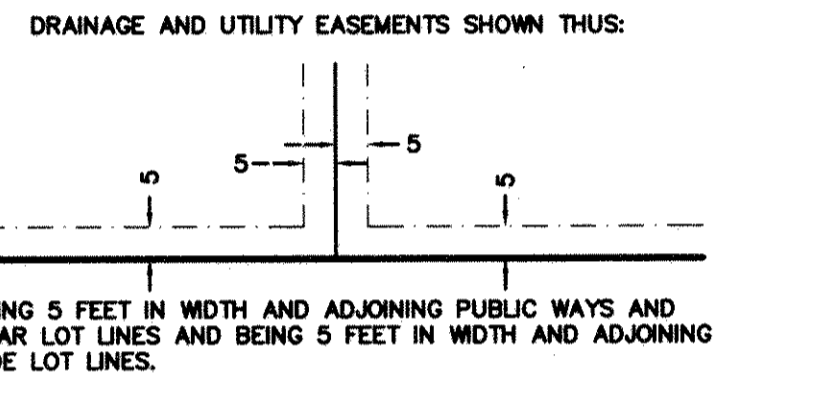 DRAINAGE AND UTILITY EASEMENTS SHOWN THUS:
5
5
5
5
ING 5 FEET IN WIDTH AND ADJOINING PUBLIC WAYS AND
AR LOT LINES AND BEING 5 FEET IN WIDTH AND ADJOINING
DE LOT LINES.